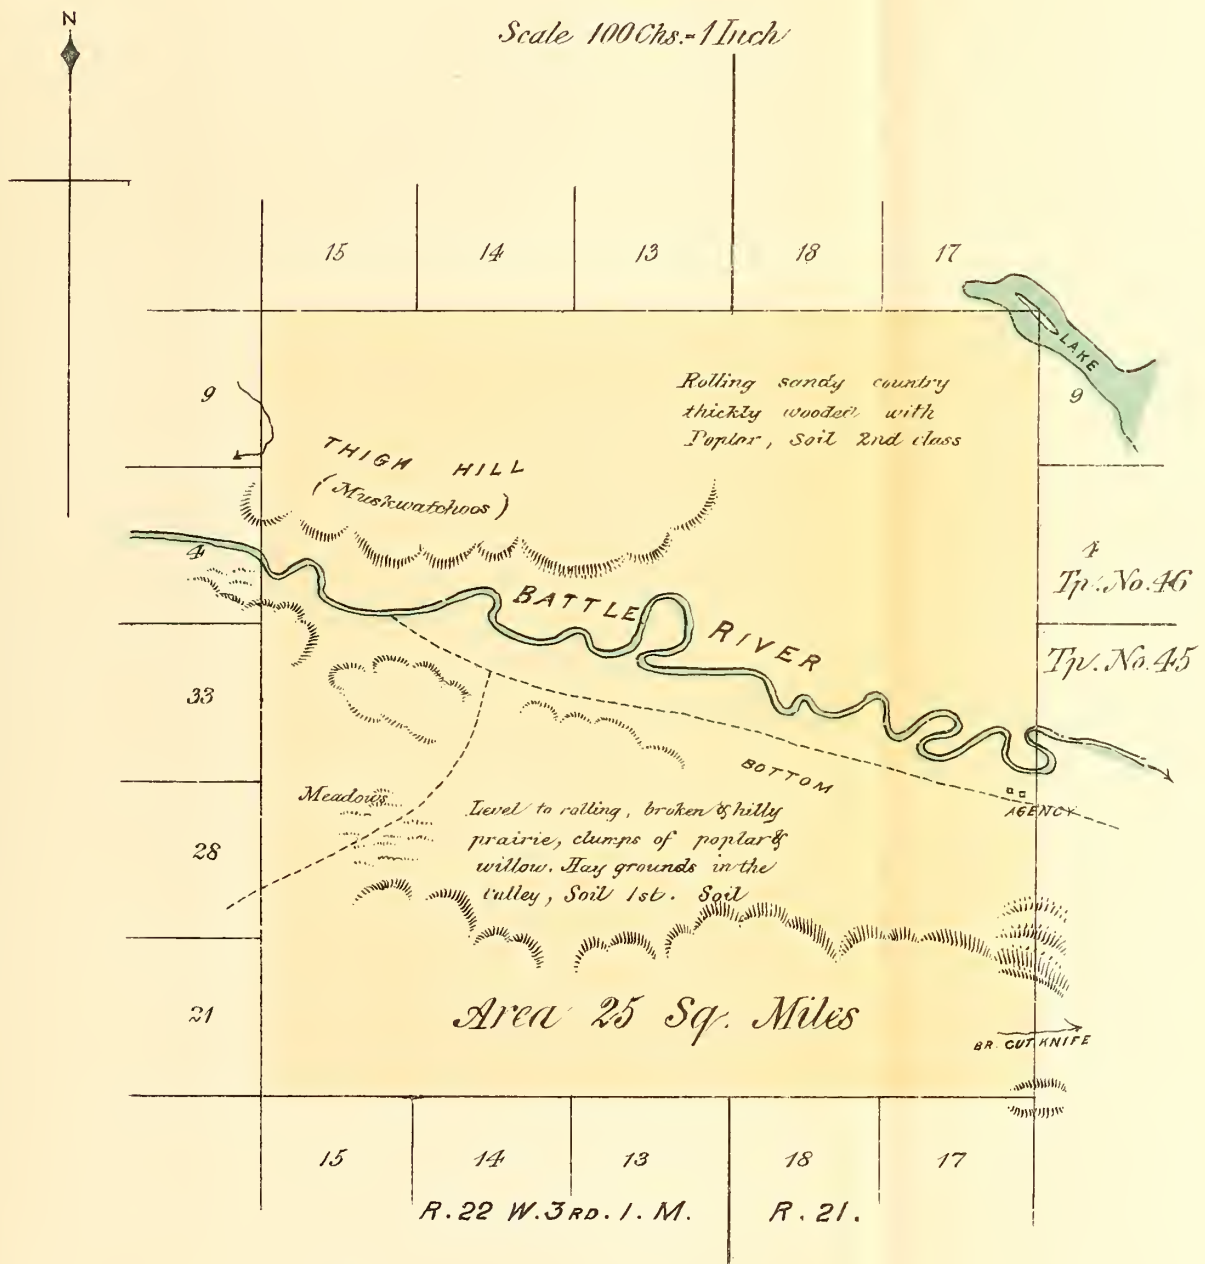 N
Scale 100 Chs.=1 Inch
15 14 13 18 17
LAKE
9
9
Rolling sandy country
thickly wooded with
Poplar, Soil 2nd class
THIGH HILL
(Muskwatchoos)
4
4
Tp. No. 46
BATTLE RIVER
Tp. No. 45
33
BOTTOM
AGENCY
Meadows
Level to rolling, broken & hilly
prairie, clumps of poplar &
willow. Hay grounds in the
valley, Soil 1st. Soil
28
21
Area 25 Sq. Miles
BR. CUT KNIFE
15 14 13 18 17
R. 22 W. 3RD. I. M. R. 21.